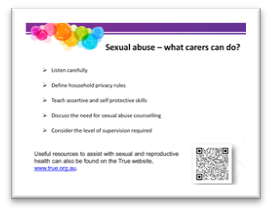 Sexual abuse – what carers can do?
Listen carefully
Define household privacy rules
Teach assertive and self protective skills
Discuss the need for sexual abuse counselling
Consider the level of supervision required
Useful resources to assist with sexual and reproductive
health can also be found on the True website,
www.true.org.au.